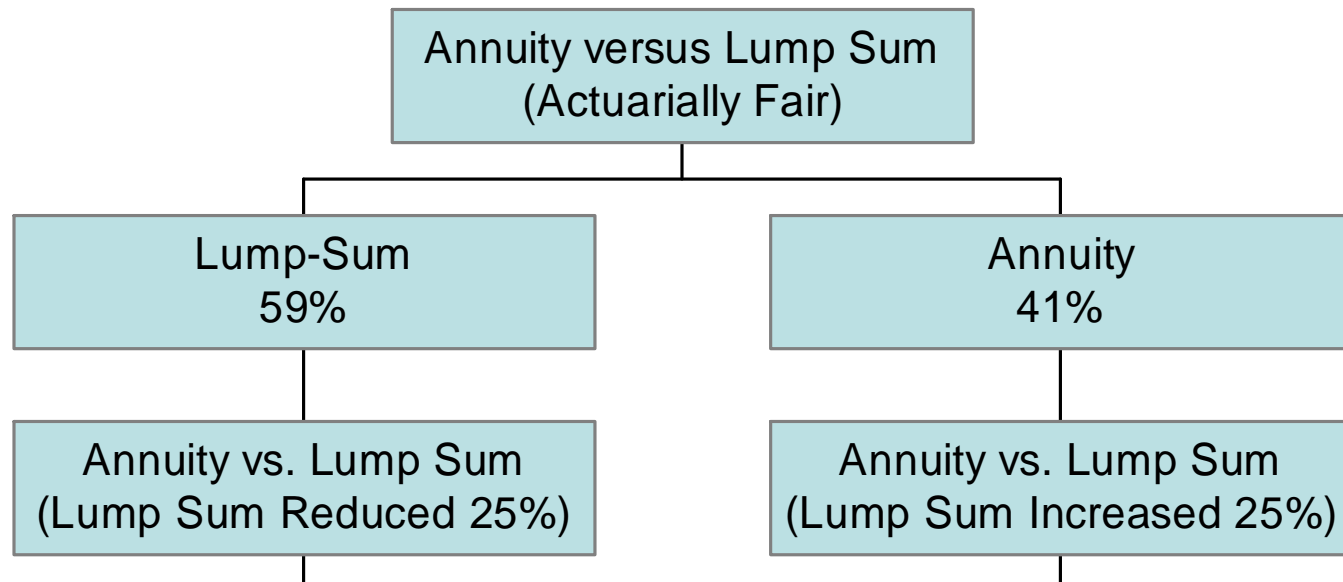 Annuity versus Lump Sum
(Actuarially Fair)
Lump-Sum
59%
Annuity
41%
Annuity vs. Lump Sum
(Lump Sum Reduced 25%)
Annuity vs. Lump Sum
(Lump Sum Increased 25%)